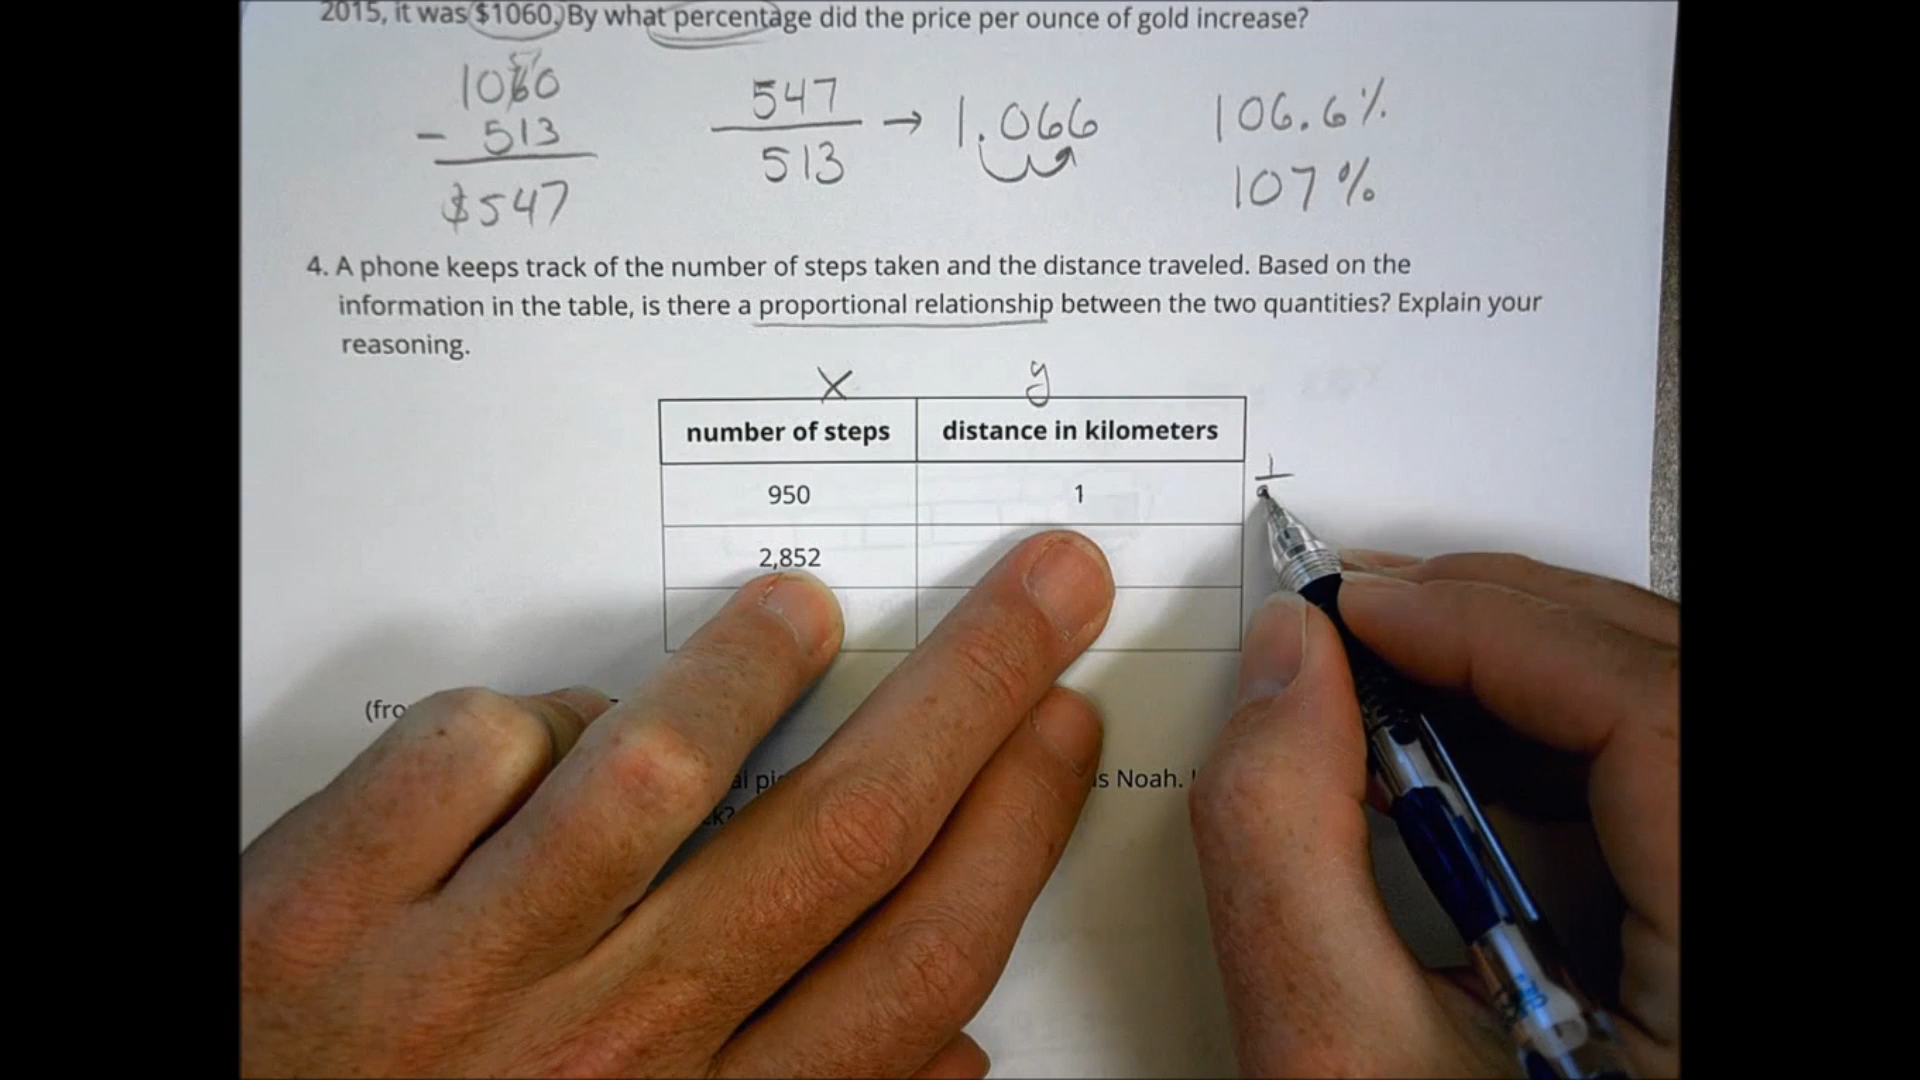 2015, it was $1060. By what percentage did the price per ounce of gold increase?
1060
- 513
$547
547
513
→ 1.066
106.6%
107%
4. A phone keeps track of the number of steps taken and the distance traveled. Based on the
information in the table, is there a proportional relationship between the two quantities? Explain your
reasoning.
x y
number of steps distance in kilometers
950 1
1
2,852
(fro
al
k?
is Noah.